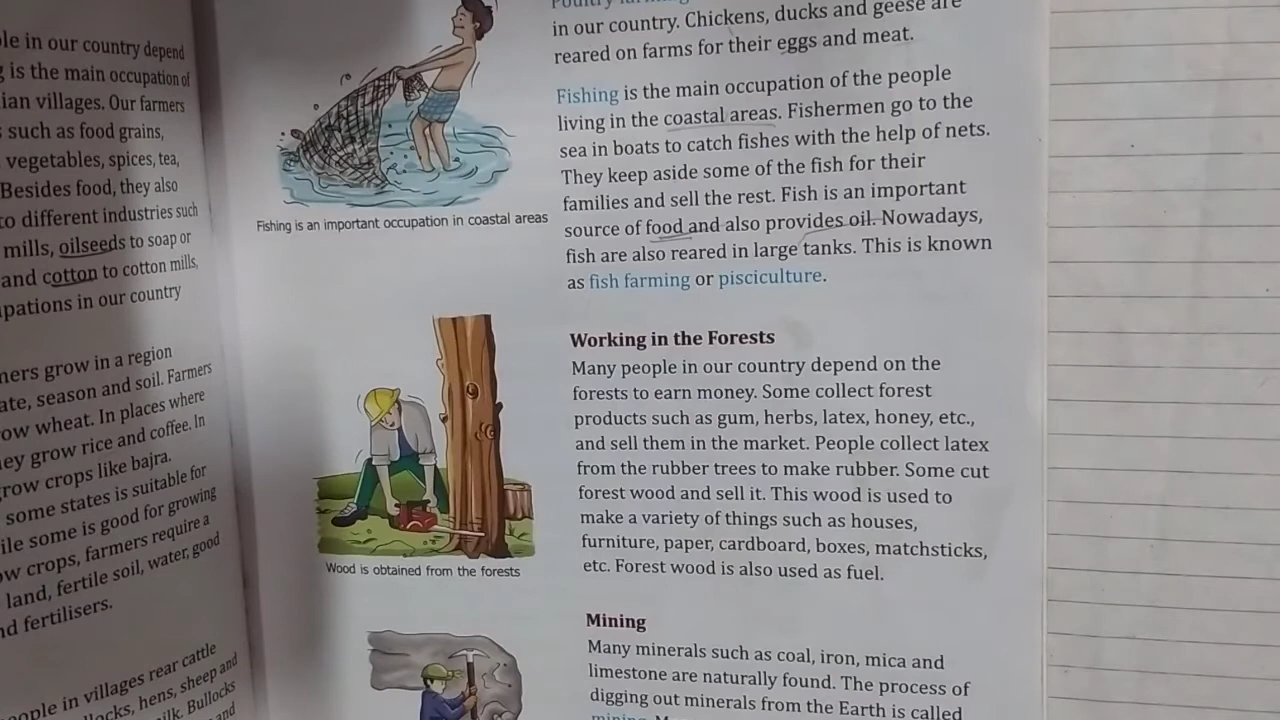 ple in our country depend
g is the main occupation of
ian villages. Our farmers
such as food grains,
vegetables, spices, tea,
Besides food, they also
to different industries such
mills, oilseeds to soap or
and cotton to cotton mills,
upations in our country
mers grow in a region
ate, season and soil. Farmers
ow wheat. In places where
hey grow rice and coffee. In
grow crops like bajra.
some states is suitable for
ile some is good for growing
ow crops, farmers require a
land, fertile soil, water, good
nd fertilisers.
people in villages rear cattle
llocks, hens, sheep and
milk. Bullocks
and
Fishing is an important occupation in coastal areas
Wood is obtained from the forests
Poultry farming
in our country. Chickens, ducks and geese are
reared on farms for their eggs and meat.
Fishing is the main occupation of the people
living in the coastal areas. Fishermen go to the
sea in boats to catch fishes with the help of nets.
They keep aside some of the fish for their
families and sell the rest. Fish is an important
source of food and also provides oil. Nowadays,
fish are also reared in large tanks. This is known
as fish farming or pisciculture.
Working in the Forests
Many people in our country depend on the
forests to earn money. Some collect forest
products such as gum, herbs, latex, honey, etc.,
and sell them in the market. People collect latex
from the rubber trees to make rubber. Some cut
forest wood and sell it. This wood is used to
make a variety of things such as houses,
furniture, paper, cardboard, boxes, matchsticks,
etc. Forest wood is also used as fuel.
Mining
Many minerals such as coal, iron, mica and
limestone are naturally found. The process of
digging out minerals from the Earth is called
mining.